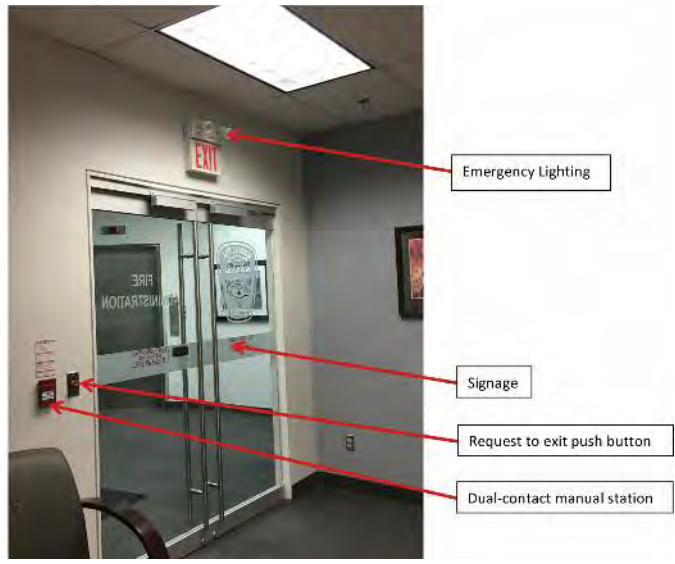 EXIT
Emergency Lighting
FIRE
ADMINISTRATION
Signage
Request to exit push button
Dual-contact manual station